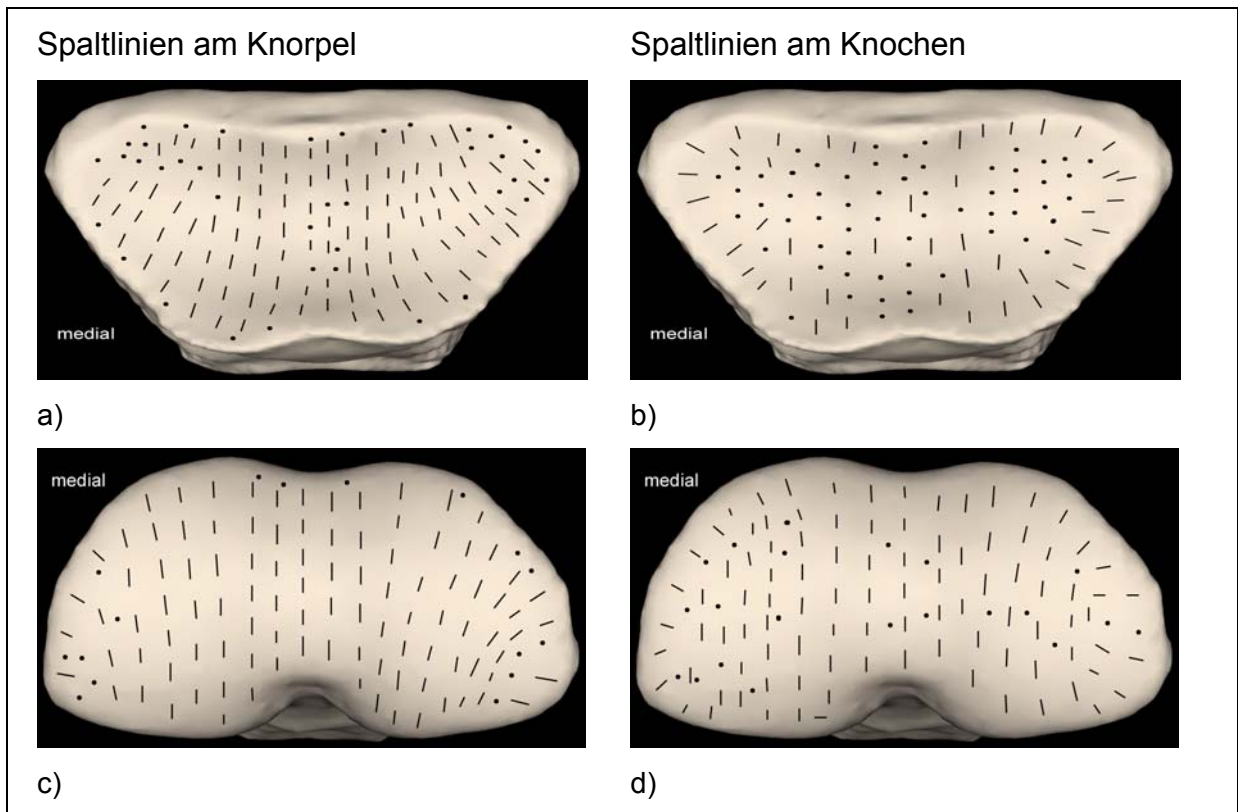 Spaltlinien am Knorpel
Spaltlinien am Knochen
medial
medial
a)
b)
medial
medial
c)
d)